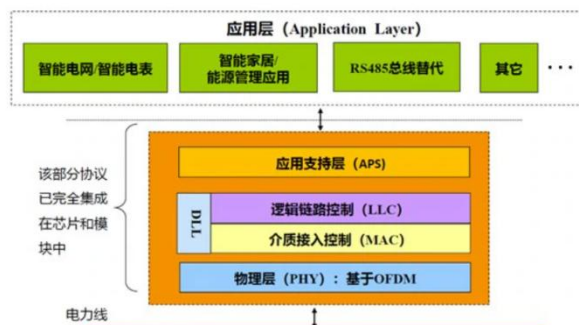 应用层（Application Layer）
智能电网/智能电表
智能家居/
能源管理应用
RS485总线替代
其它
···
应用支持层（APS)
该部分协议
已完全集成
在芯片和模
块中
DLL
逻辑链路控制（LLC）
介质接入控制（MAC）
物理层（PHY）：基于OFDM
电力线